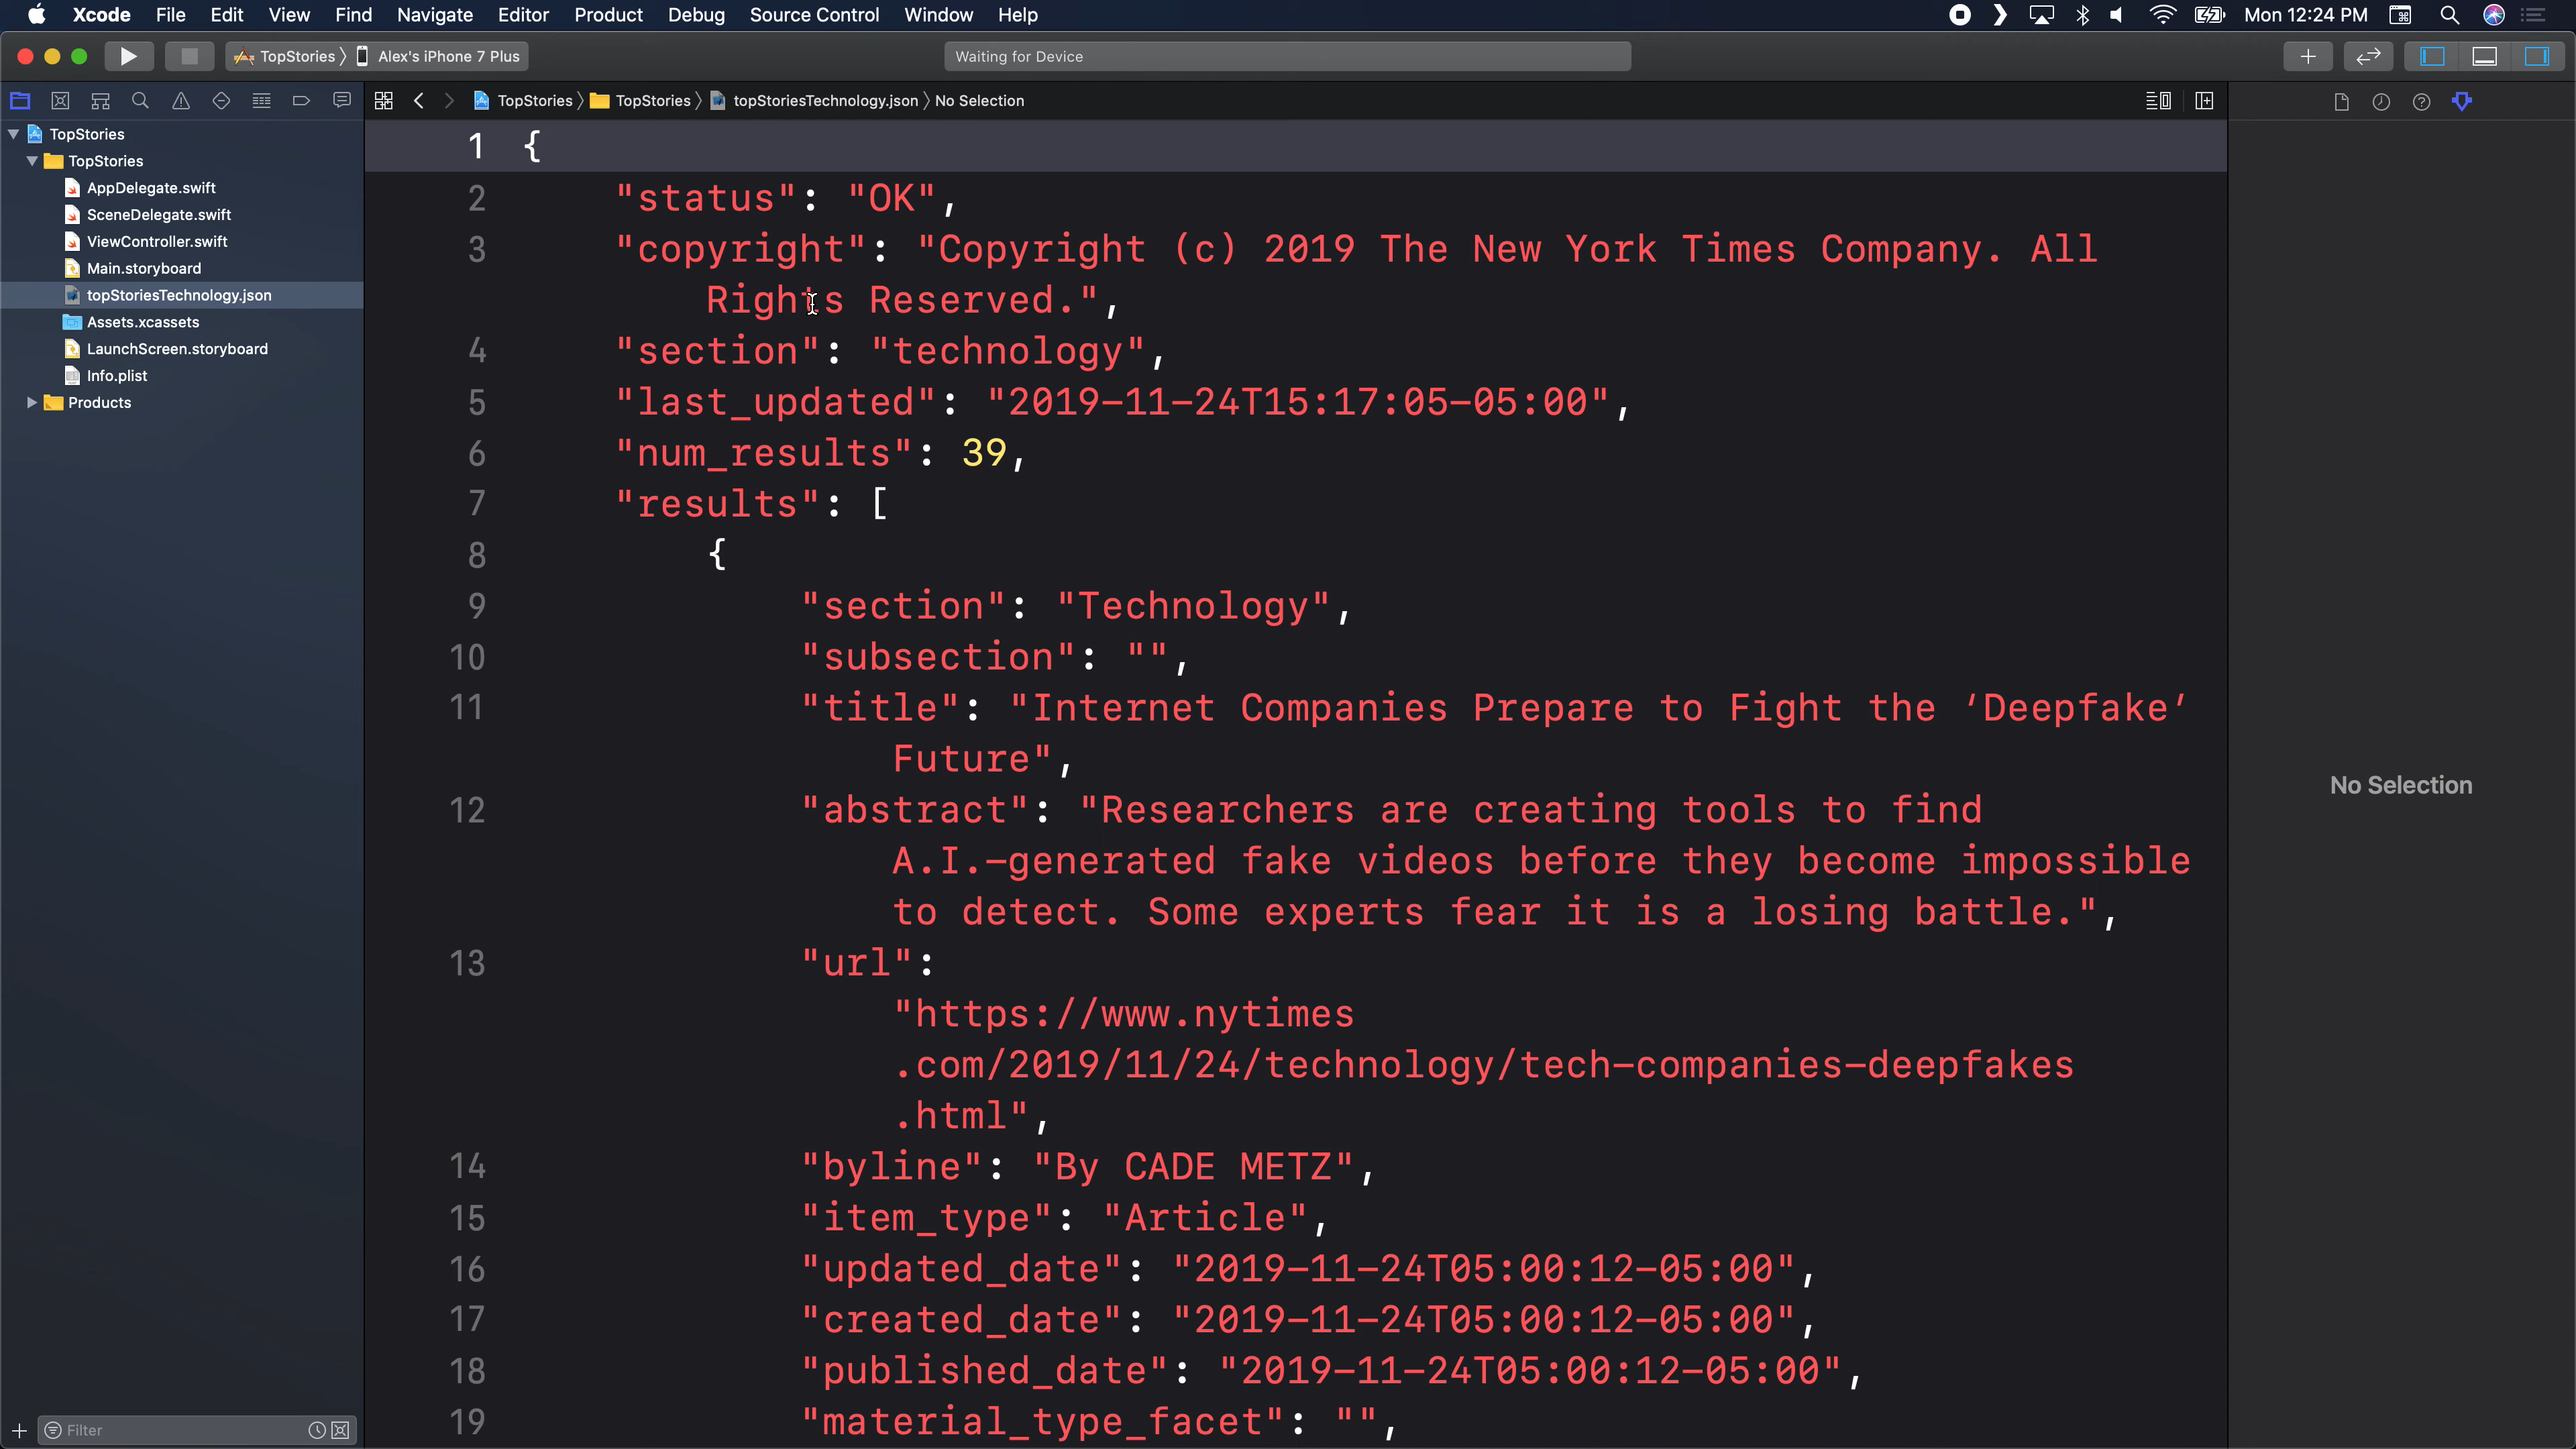 Xcode File Edit View Find Navigate Editor Product Debug Source Control Window Help Mon 12:24 PM
TopStories Alex's iPhone 7 Plus Waiting for Device
TopStories TopStories topStoriesTechnology.json No Selection
TopStories
TopStories
AppDelegate.swift
SceneDelegate.swift
ViewController.swift
Main.storyboard
topStoriesTechnology.json
Assets.xcassets
LaunchScreen.storyboard
Info.plist
Products
Filter
1 {
2 "status": "OK",
3 "copyright": "Copyright (c) 2019 The New York Times Company. All
Rights Reserved.",
4 "section": "technology",
5 "last_updated": "2019-11-24T15:17:05-05:00",
6 "num_results": 39,
7 "results": [
8 {
9 "section": "Technology",
10 "subsection": "",
11 "title": "Internet Companies Prepare to Fight the ‘Deepfake’
Future",
12 "abstract": "Researchers are creating tools to find
A.I.-generated fake videos before they become impossible
to detect. Some experts fear it is a losing battle.",
13 "url":
"https://www.nytimes
.com/2019/11/24/technology/tech-companies-deepfakes
.html",
14 "byline": "By CADE METZ",
15 "item_type": "Article",
16 "updated_date": "2019-11-24T05:00:12-05:00",
17 "created_date": "2019-11-24T05:00:12-05:00",
18 "published_date": "2019-11-24T05:00:12-05:00",
19 "material_type_facet": "",
No Selection